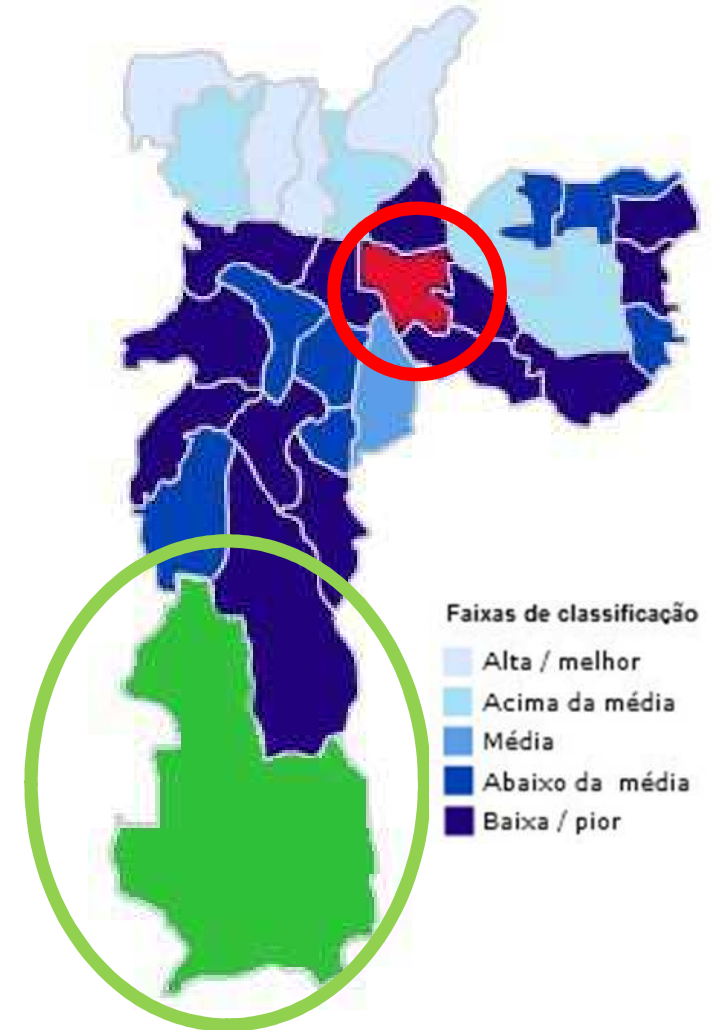 Faixas de classificação
Alta / melhor
Acima da média
Média
Abaixo da média
Baixa / pior